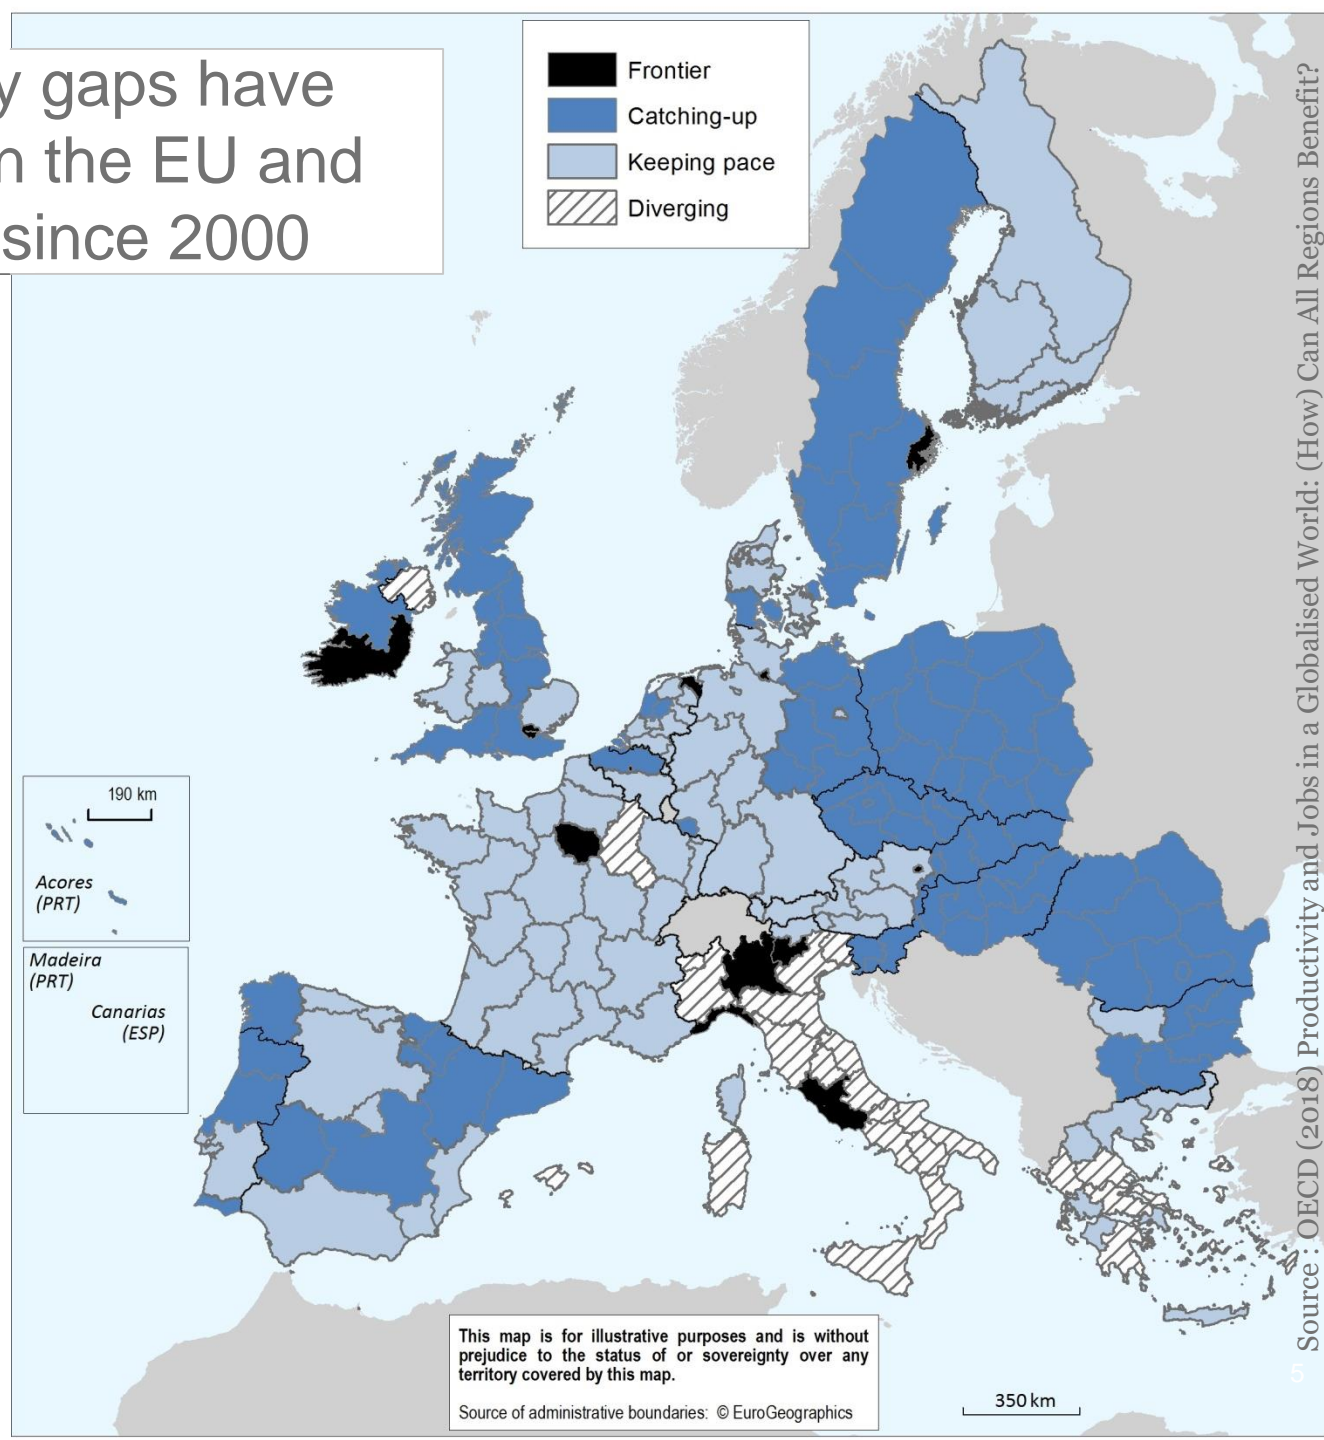 y gaps have
the EU and
since 2000
Frontier
Catching-up
Keeping pace
Diverging
190 km
Acores
(PRT)
Madeira
(PRT)
Canarias
(ESP)
This map is for illustrative purposes and is without
prejudice to the status of or sovereignty over any
territory covered by this map.
Source of administrative boundaries: © EuroGeographics
350 km
5
Source : OECD (2018) Productivity and Jobs in a Globalised World: (How) Can All Regions Benefit?